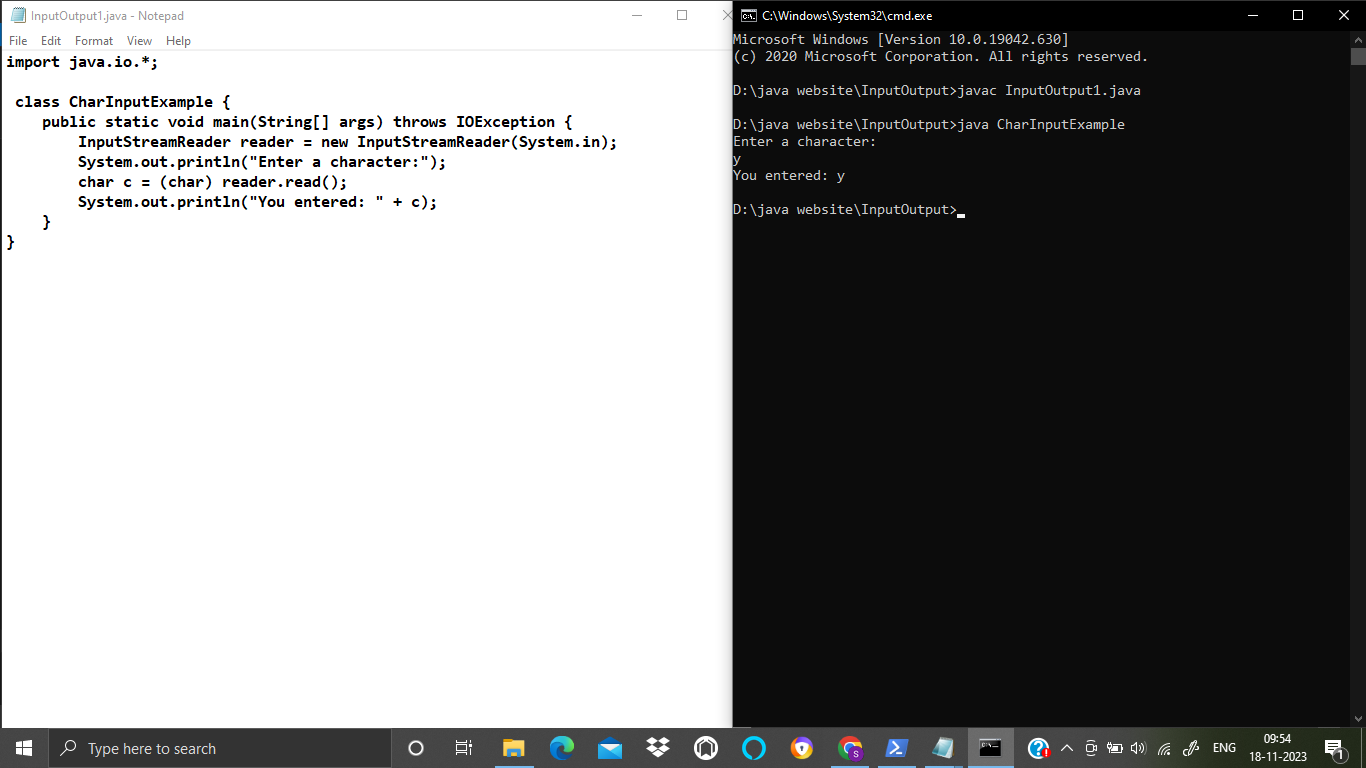 InputOutput1.java - Notepad
File Edit Format View Help
import java.io.*;
class CharInputExample {
public static void main(String[] args) throws IOException {
InputStreamReader reader = new InputStreamReader(System.in);
System.out.println("Enter a character:");
char c = (char) reader.read();
System.out.println("You entered: " + c);
}
}
C:\Windows\System32\cmd.exe
Microsoft Windows [Version 10.0.19042.630]
(c) 2020 Microsoft Corporation. All rights reserved.
D:\java website\InputOutput>javac InputOutput1.java
D:\java website\InputOutput>java CharInputExample
Enter a character:
y
You entered: y
D:\java website\InputOutput>
Type here to search
S
ENG
09:54
18-11-2023
1